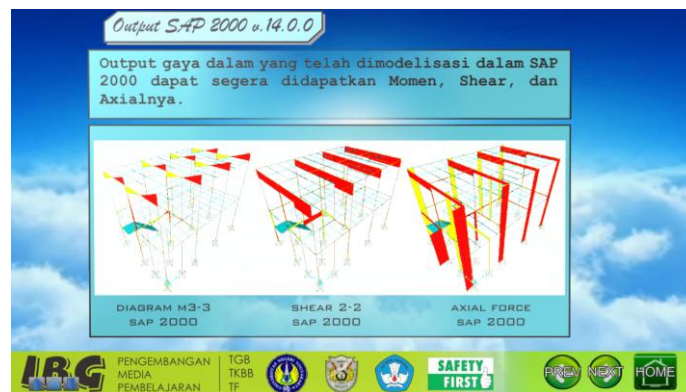 Output SAP 2000 v.14.0.0
Output gaya dalam yang telah dimodelisasi dalam SAP
2000 dapat segera didapatkan Momen, Shear, dan
Axialnya.
DIAGRAM M3-3
SAP 2000
SHEAR 2-2
SAP 2000
AXIAL FORCE
SAP 2000
PENGEMBANGAN
MEDIA
PEMBELAJARAN
TGB
TKBB
TF
SAFETY
FIRST
PREV
NEXT
HOME